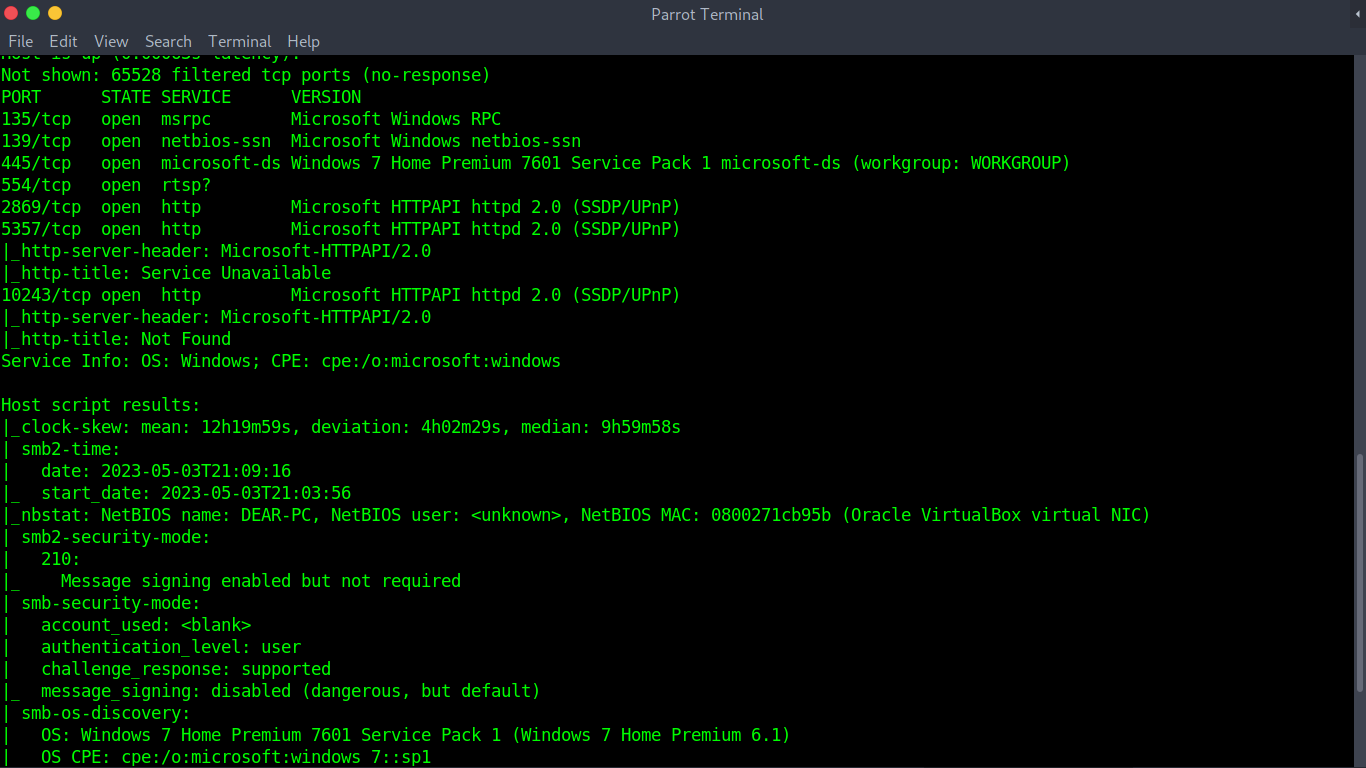 Parrot Terminal
File Edit View Search Terminal Help
Host is up (0.000039 latency).
Not shown: 65528 filtered tcp ports (no-response)
PORT      STATE SERVICE      VERSION
135/tcp   open  msrpc        Microsoft Windows RPC
139/tcp   open  netbios-ssn  Microsoft Windows netbios-ssn
445/tcp   open  microsoft-ds Windows 7 Home Premium 7601 Service Pack 1 microsoft-ds (workgroup: WORKGROUP)
554/tcp   open  rtsp?
2869/tcp  open  http         Microsoft HTTPAPI httpd 2.0 (SSDP/UPnP)
5357/tcp  open  http         Microsoft HTTPAPI httpd 2.0 (SSDP/UPnP)
|_http-server-header: Microsoft-HTTPAPI/2.0
|_http-title: Service Unavailable
10243/tcp open  http         Microsoft HTTPAPI httpd 2.0 (SSDP/UPnP)
|_http-server-header: Microsoft-HTTPAPI/2.0
|_http-title: Not Found
Service Info: OS: Windows; CPE: cpe:/o:microsoft:windows
Host script results:
|_clock-skew: mean: 12h19m59s, deviation: 4h02m29s, median: 9h59m58s
| smb2-time:
|   date: 2023-05-03T21:09:16
|_  start_date: 2023-05-03T21:03:56
|_nbstat: NetBIOS name: DEAR-PC, NetBIOS user: <unknown>, NetBIOS MAC: 0800271cb95b (Oracle VirtualBox virtual NIC)
| smb2-security-mode:
|   210:
|_    Message signing enabled but not required
| smb-security-mode:
|   account_used: <blank>
|   authentication_level: user
|   challenge_response: supported
|_  message_signing: disabled (dangerous, but default)
| smb-os-discovery:
|   OS: Windows 7 Home Premium 7601 Service Pack 1 (Windows 7 Home Premium 6.1)
|   OS CPE: cpe:/o:microsoft:windows_7::sp1